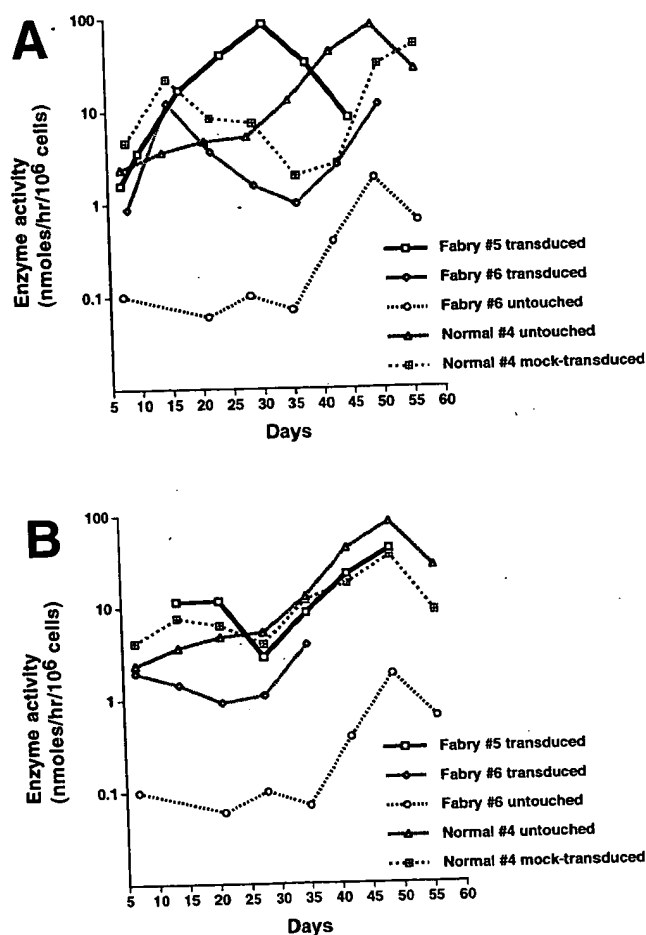 A
100
10
1
0.1
Enzyme activity
(nmoles/hr/10⁶ cells)
Fabry #5 transduced
Fabry #6 transduced
Fabry #6 untouched
Normal #4 untouched
Normal #4 mock-transduced
5 10 15 20 25 30 35 40 45 50 55 60
Days
B
100
10
1
0.1
Enzyme activity
(nmoles/hr/10⁶ cells)
Fabry #5 transduced
Fabry #6 transduced
Fabry #6 untouched
Normal #4 untouched
Normal #4 mock-transduced
5 10 15 20 25 30 35 40 45 50 55 60
Days